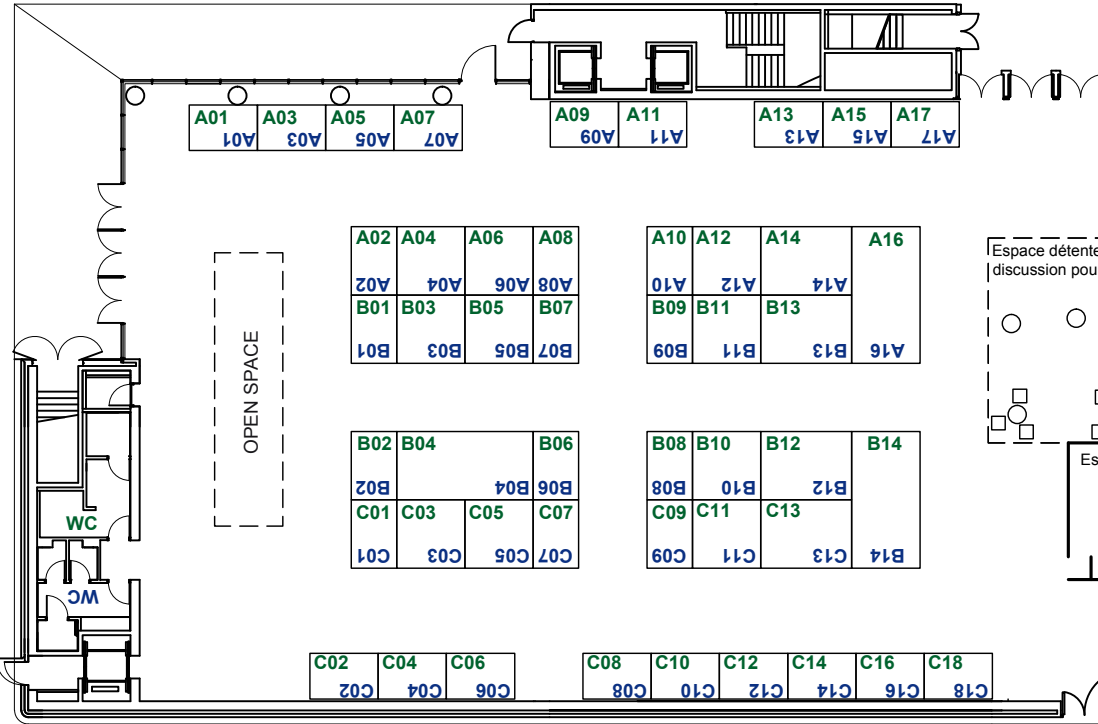 A01 A03 A05 A07 A09 A11 A13 A15 A17
A01 A03 A05 A07 A09 A11 A13 A15 A17
A02 A04 A06 A08 A10 A12 A14 A16
Espace détente
discussion pou
A02 A04 A06 A08 A10 A12 A14
B01 B03 B05 B07 B09 B11 B13
B01 B03 B05 B07 B09 B11 B13 A16
OPEN SPACE
B02 B04 B06 B08 B10 B12 B14
Es
B02 B04 B06 B08 B10 B12
C01 C03 C05 C07 C09 C11 C13
WC
C01 C03 C05 C07 C09 C11 C13 B14
WC
C02 C04 C06 C08 C10 C12 C14 C16 C18
C02 C04 C06 C08 C10 C12 C14 C16 C18